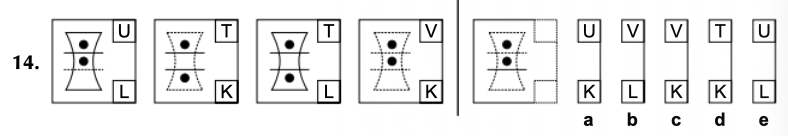 U T T V U V V T U
14.
L K L K K L K K L
a b c d e